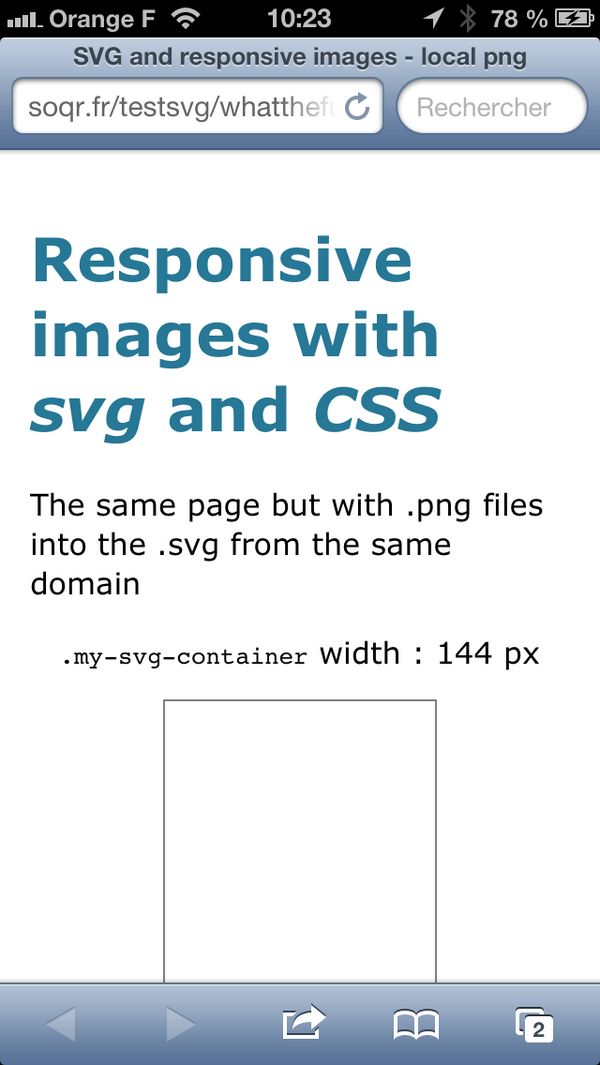 Orange F 10:23 78 %
SVG and responsive images - local png
soqr.fr/testsvg/whatthefu Rechercher
Responsive
images with
svg and CSS
The same page but with .png files
into the .svg from the same
domain
.my-svg-container width : 144 px
2